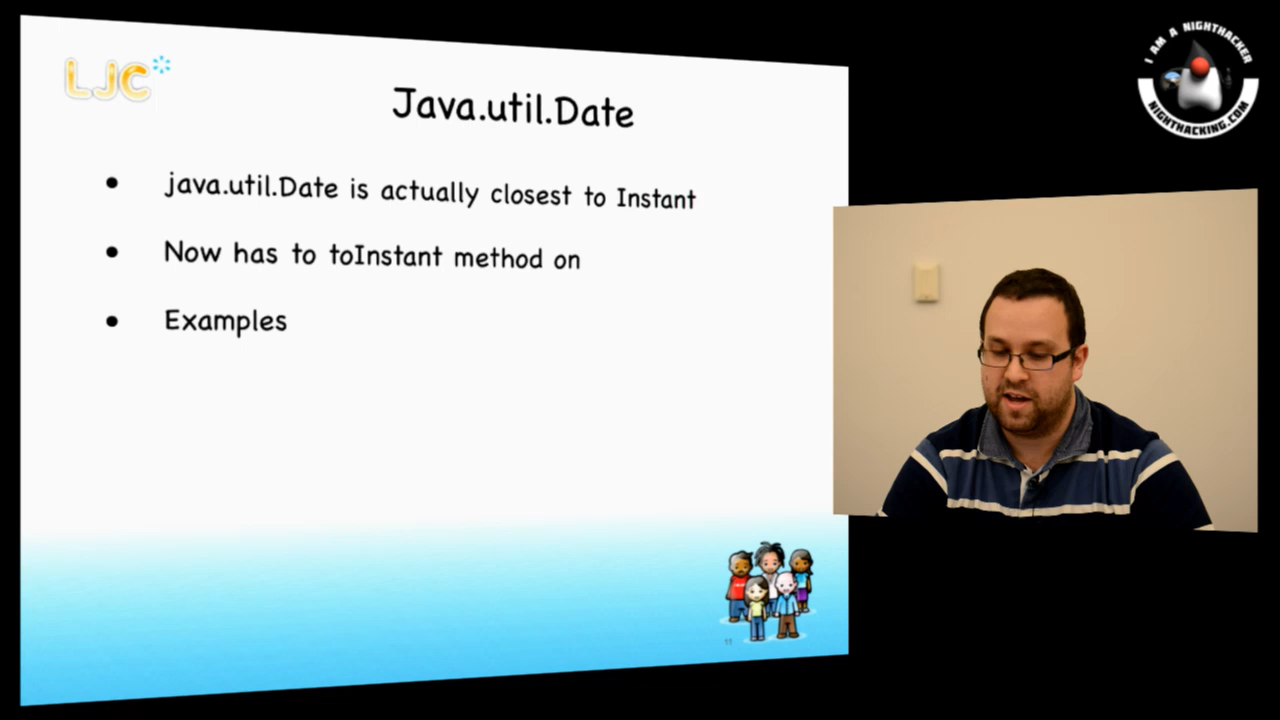 LJC
Java.util.Date
java.util.Date is actually closest to Instant
Now has to toInstant method on
Examples
I AM A NIGHTHACKER
NIGHTHACKING.COM